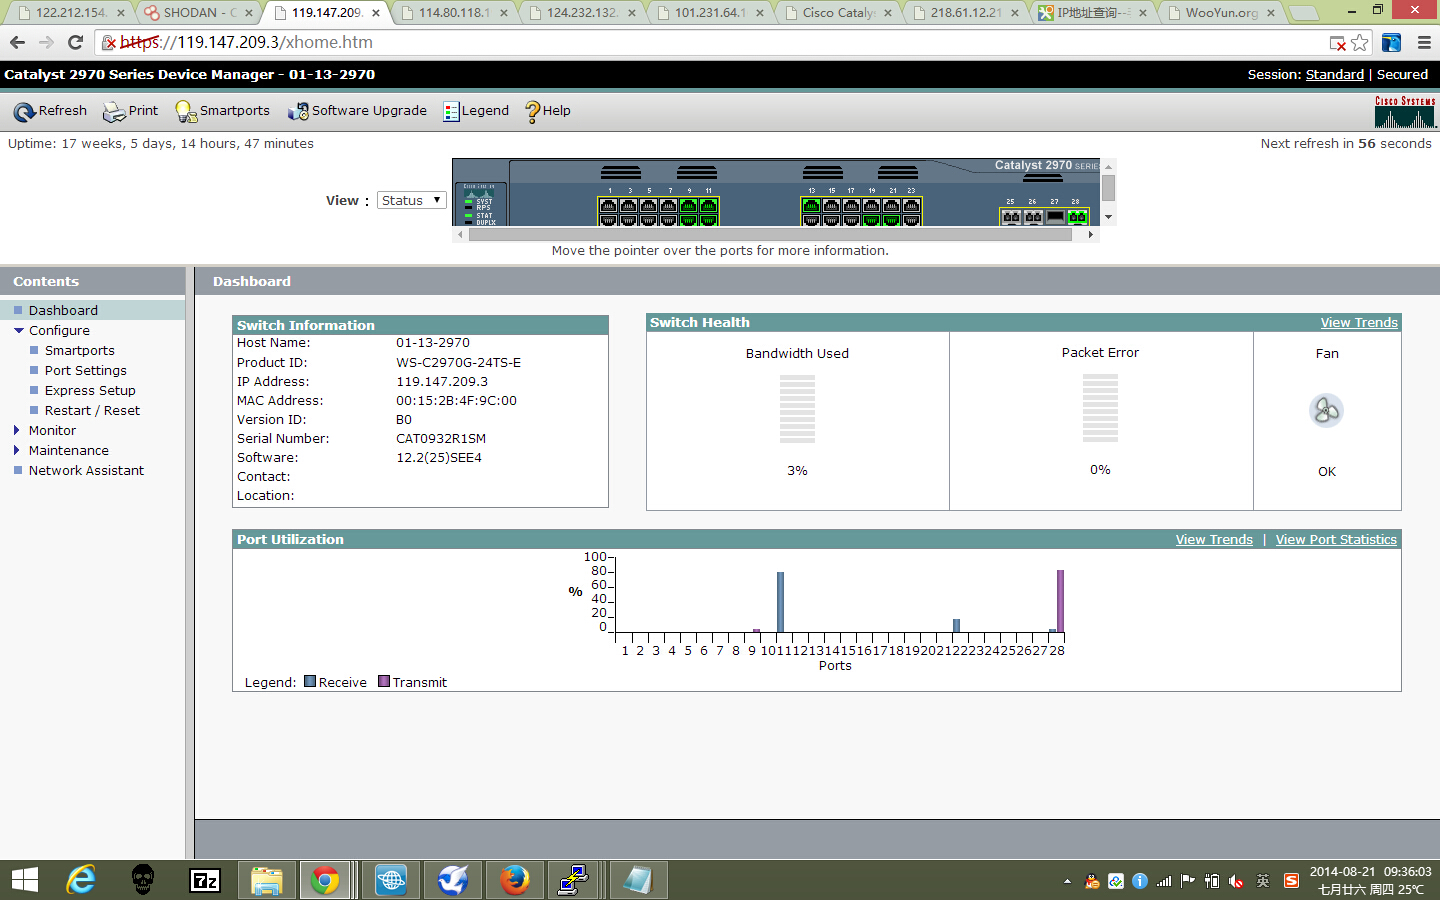 122.212.154. SHODAN - C 119.147.209. 114.80.118.1 124.232.132. 101.231.64.1 Cisco Cataly 218.61.12.21 IP地址查询-- WooYun.org
https://119.147.209.3/xhome.htm
Catalyst 2970 Series Device Manager - 01-13-2970 Session: Standard | Secured
Refresh Print Smartports Software Upgrade Legend Help
CISCO SYSTEMS
Uptime: 17 weeks, 5 days, 14 hours, 47 minutes Next refresh in 56 seconds
Catalyst 2970 SERIES
View : Status
1 3 5 7 9 11 13 15 17 19 21 23
25 26 27 28
SYST
RPS
STAT
DUPLX
Move the pointer over the ports for more information.
Contents
Dashboard
Configure
Smartports
Port Settings
Express Setup
Restart / Reset
Monitor
Maintenance
Network Assistant
Dashboard
Switch Information
Host Name: 01-13-2970
Product ID: WS-C2970G-24TS-E
IP Address: 119.147.209.3
MAC Address: 00:15:2B:4F:9C:00
Version ID: B0
Serial Number: CAT0932R1SM
Software: 12.2(25)SEE4
Contact:
Location:
Switch Health View Trends
Bandwidth Used Packet Error Fan
3% 0% OK
Port Utilization View Trends | View Port Statistics
100
80
60
40
20
0
%
1 2 3 4 5 6 7 8 9 10 11 12 13 14 15 16 17 18 19 20 21 22 23 24 25 26 27 28
Ports
Legend: Receive Transmit
7z
英
S
2014-08-21 09:36:03
七月廿六 周四 25℃